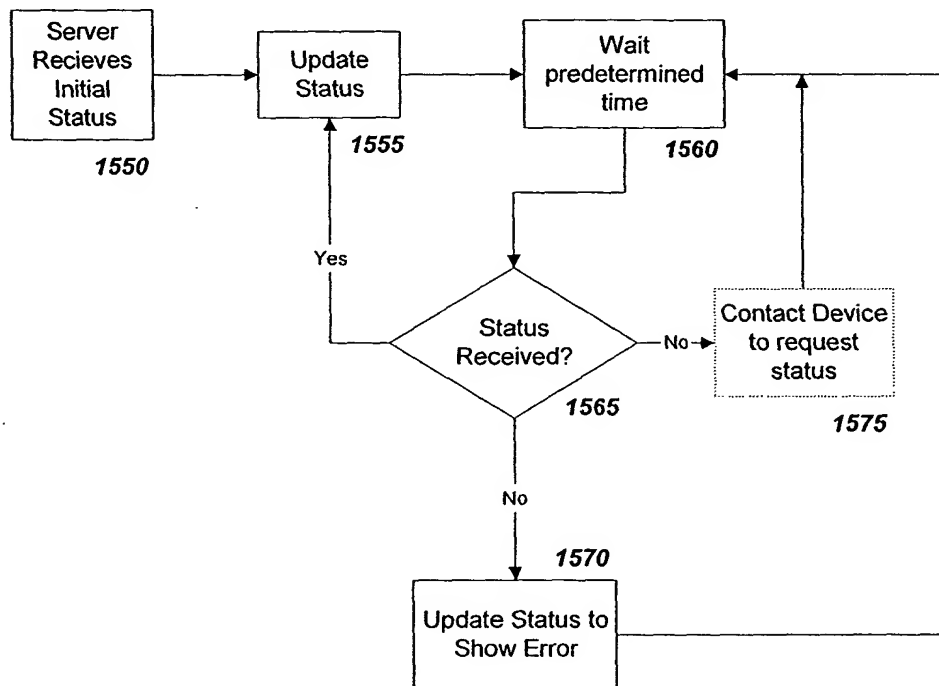 Server
Recieves
Initial
Status
1550
Update
Status
1555
Wait
predetermined
time
1560
Yes
Status
Received?
1565
No
Contact Device
to request
status
1575
No
1570
Update Status to
Show Error